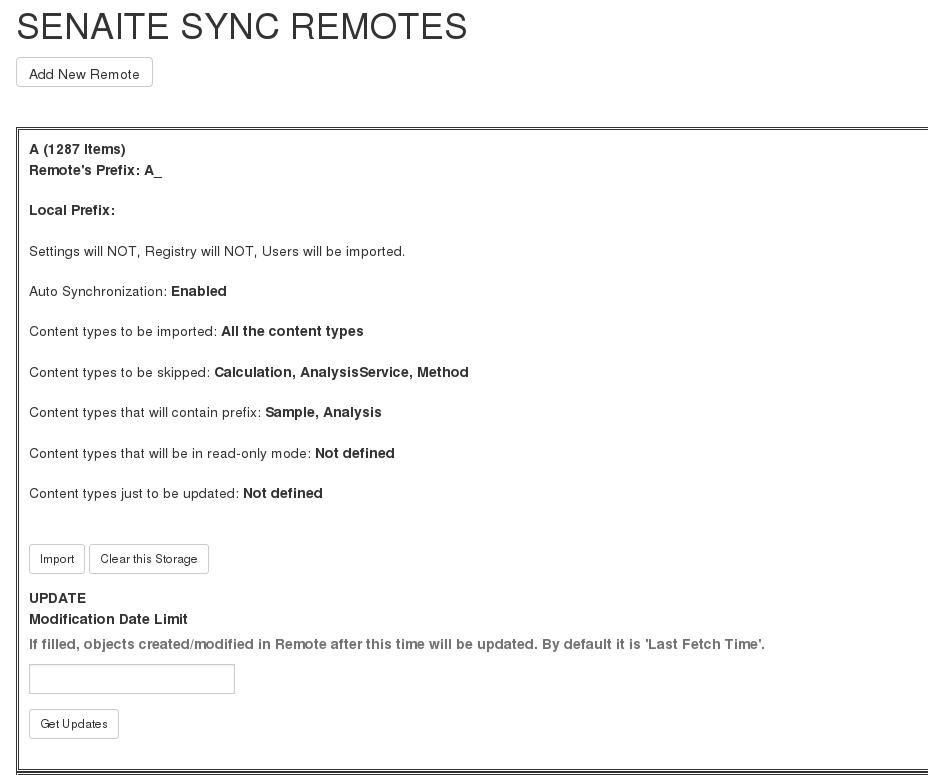 SENAITE SYNC REMOTES
Add New Remote
A (1287 Items)
Remote's Prefix: A_
Local Prefix:
Settings will NOT, Registry will NOT, Users will be imported.
Auto Synchronization: Enabled
Content types to be imported: All the content types
Content types to be skipped: Calculation, AnalysisService, Method
Content types that will contain prefix: Sample, Analysis
Content types that will be in read-only mode: Not defined
Content types just to be updated: Not defined
Import Clear this Storage
UPDATE
Modification Date Limit
If filled, objects created/modified in Remote after this time will be updated. By default it is 'Last Fetch Time'.
Get Updates